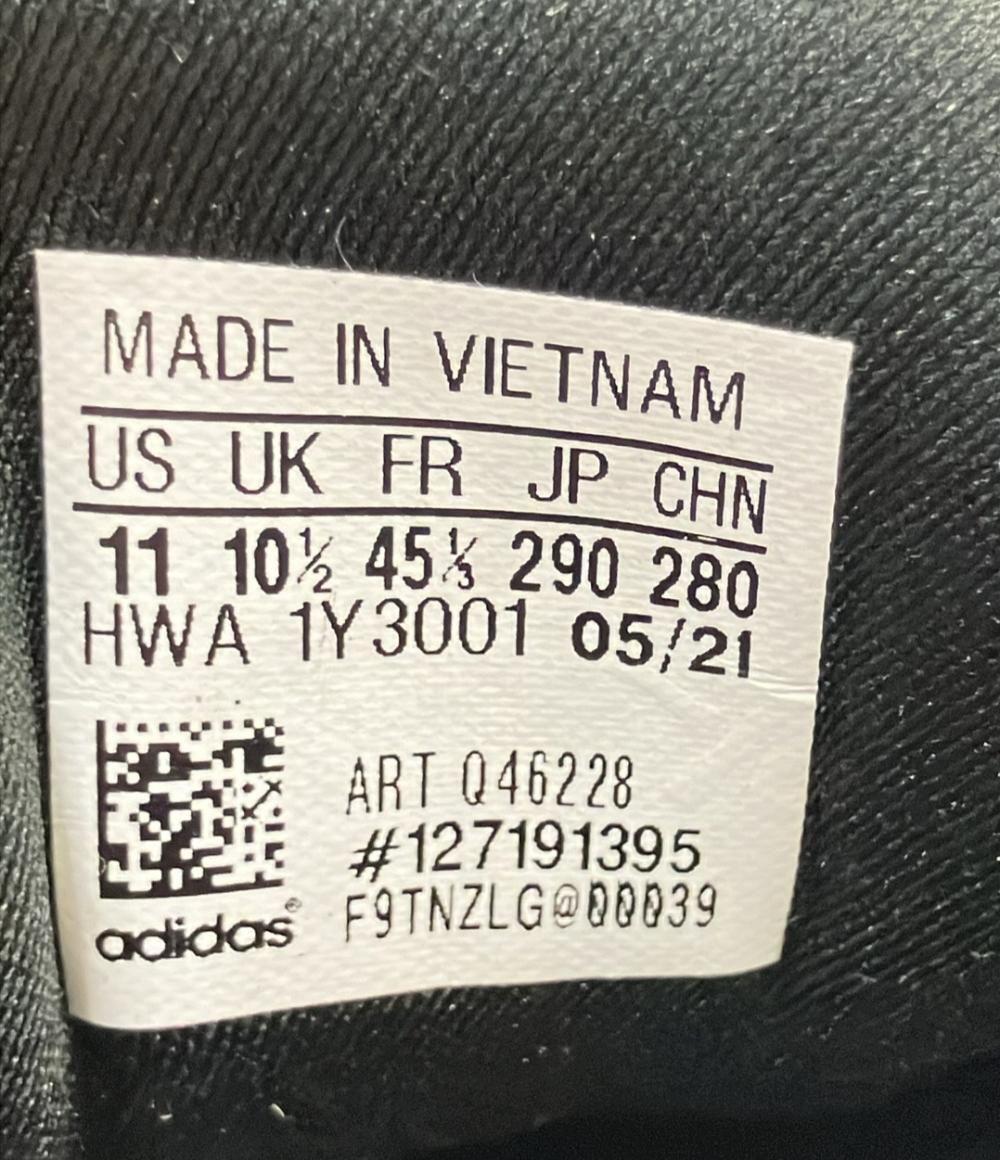 MADE IN VIETNAM
US UK FR JP CHN
11 10½ 45⅓ 290 280
HWA 1Y3001 05/21
ART Q46228
#127191395
F9TNZLG@00039
adidas®